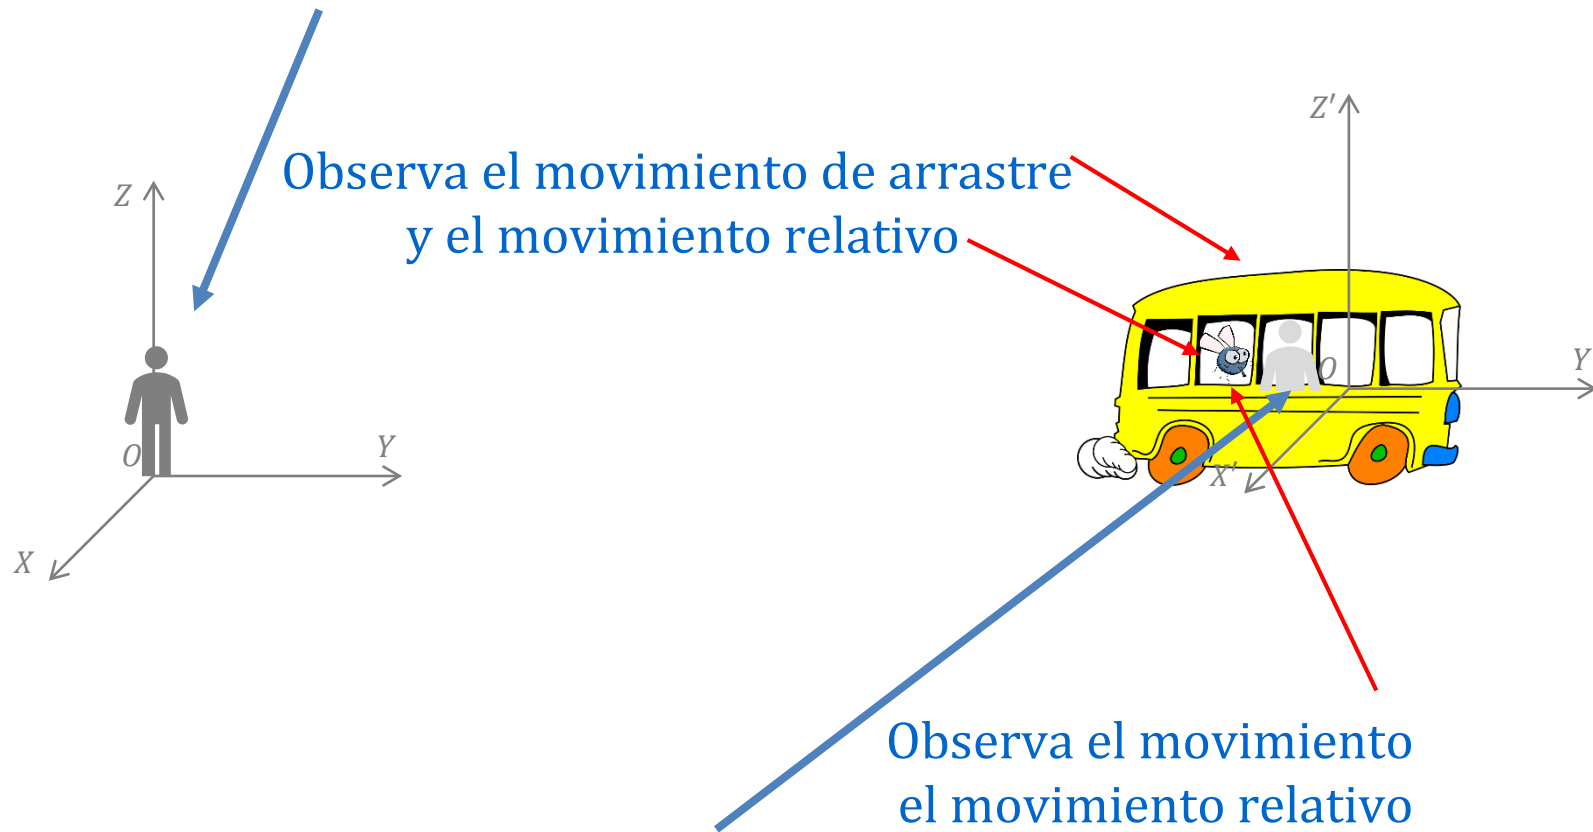 Z'
Observa el movimiento de arrastre
Z
y el movimiento relativo
Y
O
Y
O
X'
X
Observa el movimiento
el movimiento relativo